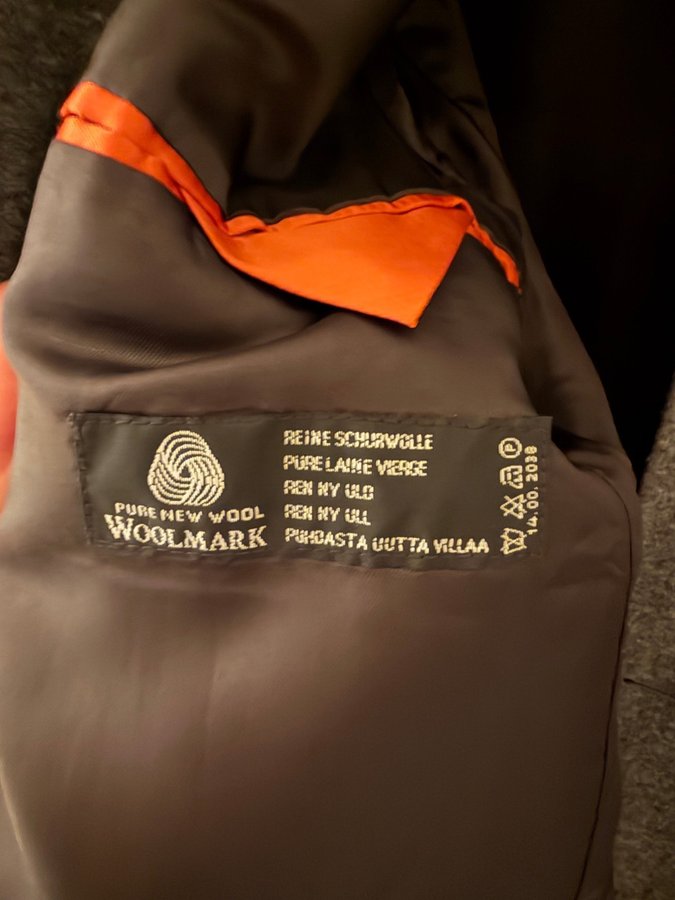 PURE NEW WOOL
WOOLMARK
REINE SCHURWOLLE
PURE LAINE VIERGE
REN NY ULD
REN NY ULL
PUHDASTA UUTTA VILLAA
P
14.00.2038